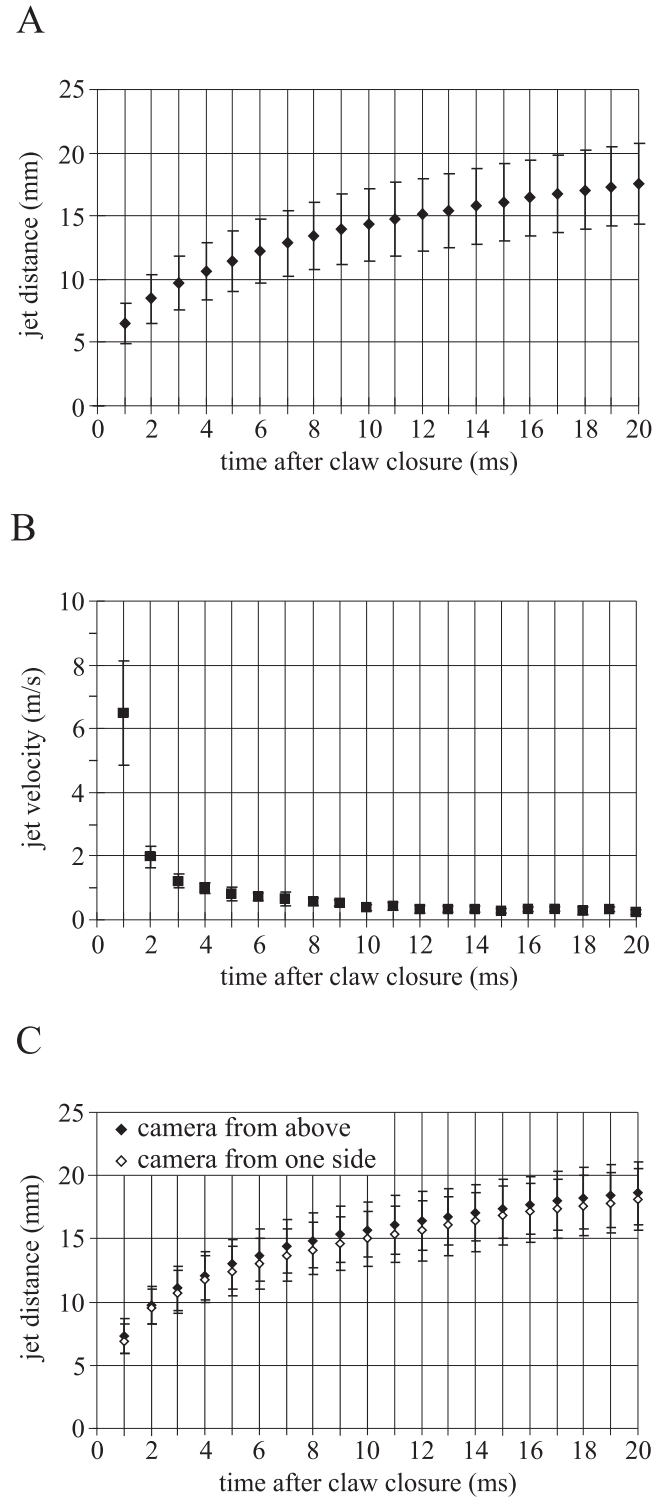 A
25
20
15
10
5
0
jet distance (mm)
0 2 4 6 8 10 12 14 16 18 20
time after claw closure (ms)
B
10
8
6
4
2
0
jet velocity (m/s)
0 2 4 6 8 10 12 14 16 18 20
time after claw closure (ms)
C
25
20
15
10
5
0
jet distance (mm)
camera from above
camera from one side
0 2 4 6 8 10 12 14 16 18 20
time after claw closure (ms)